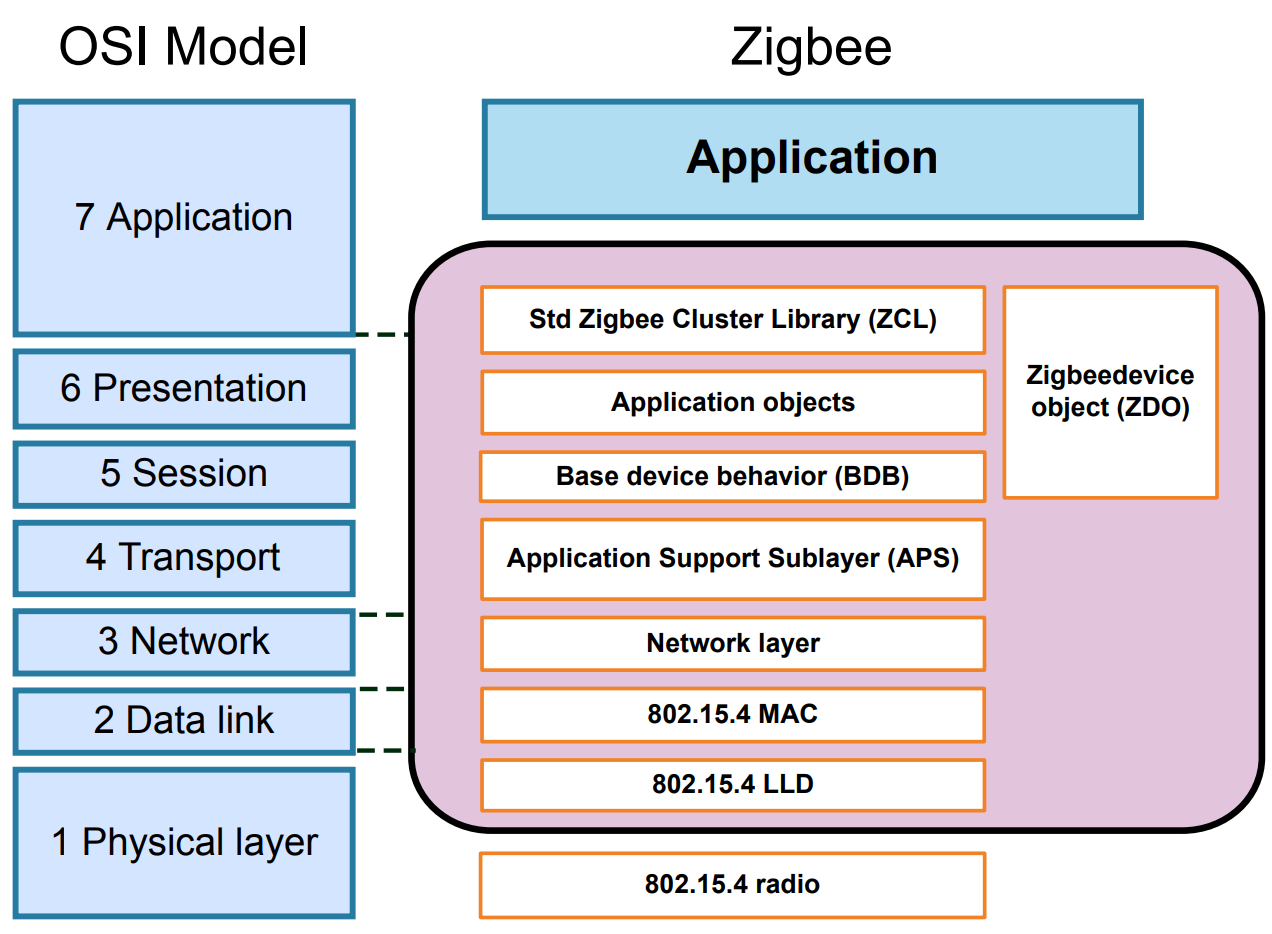 OSI Model
Zigbee
7 Application
6 Presentation
5 Session
4 Transport
3 Network
2 Data link
1 Physical layer
Application
Std Zigbee Cluster Library (ZCL)
Application objects
Base device behavior (BDB)
Application Support Sublayer (APS)
Network layer
802.15.4 MAC
802.15.4 LLD
802.15.4 radio
Zigbeedevice
object (ZDO)